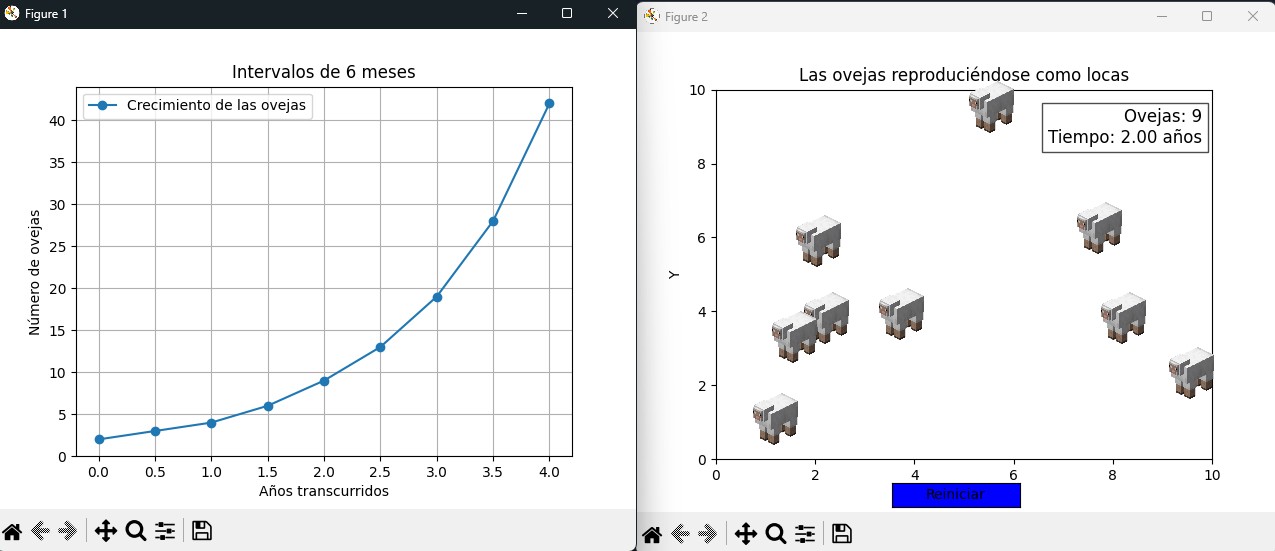 Figure 1
Intervalos de 6 meses
Crecimiento de las ovejas
Número de ovejas
40
35
30
25
20
15
10
5
0
0.0 0.5 1.0 1.5 2.0 2.5 3.0 3.5 4.0
Años transcurridos
Figure 2
Las ovejas reproduciéndose como locas
Ovejas: 9
Tiempo: 2.00 años
Y
10
8
6
4
2
0
0 2 4 6 8 10
Reiniciar